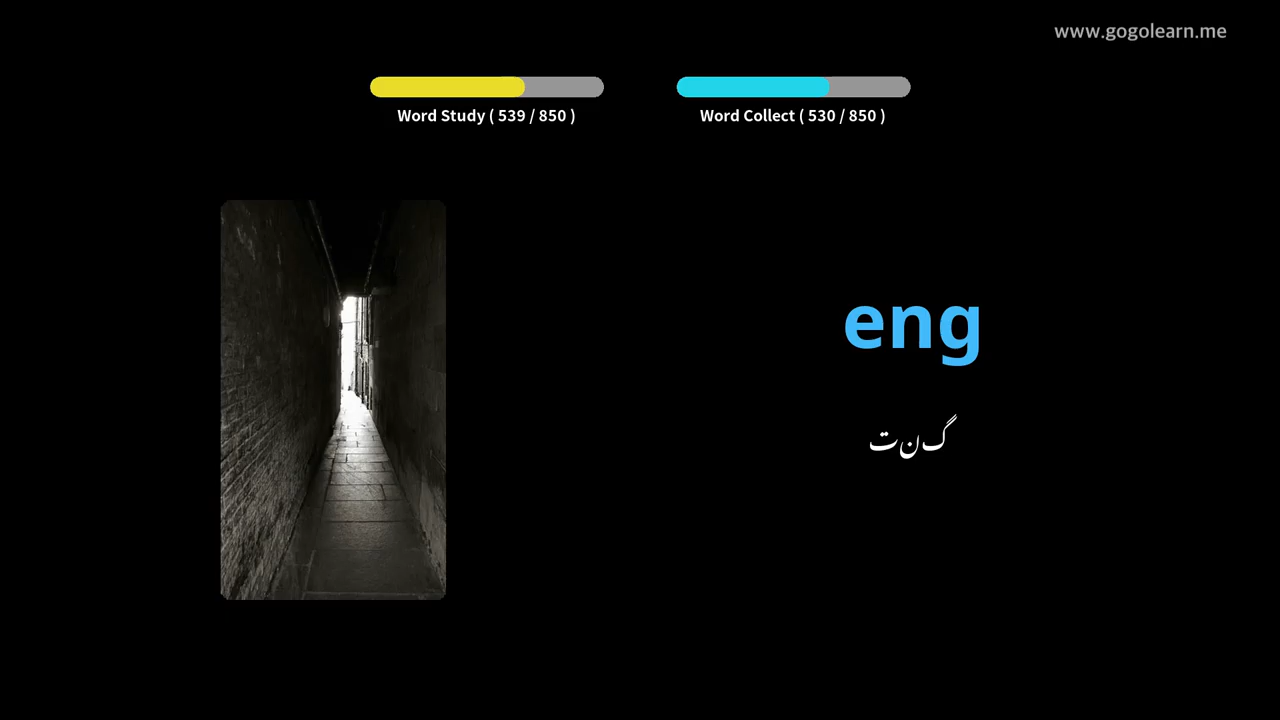 www.gogolearn.me
Word Study ( 539 / 850 )
Word Collect ( 530 / 850 )
eng
گ ن ت